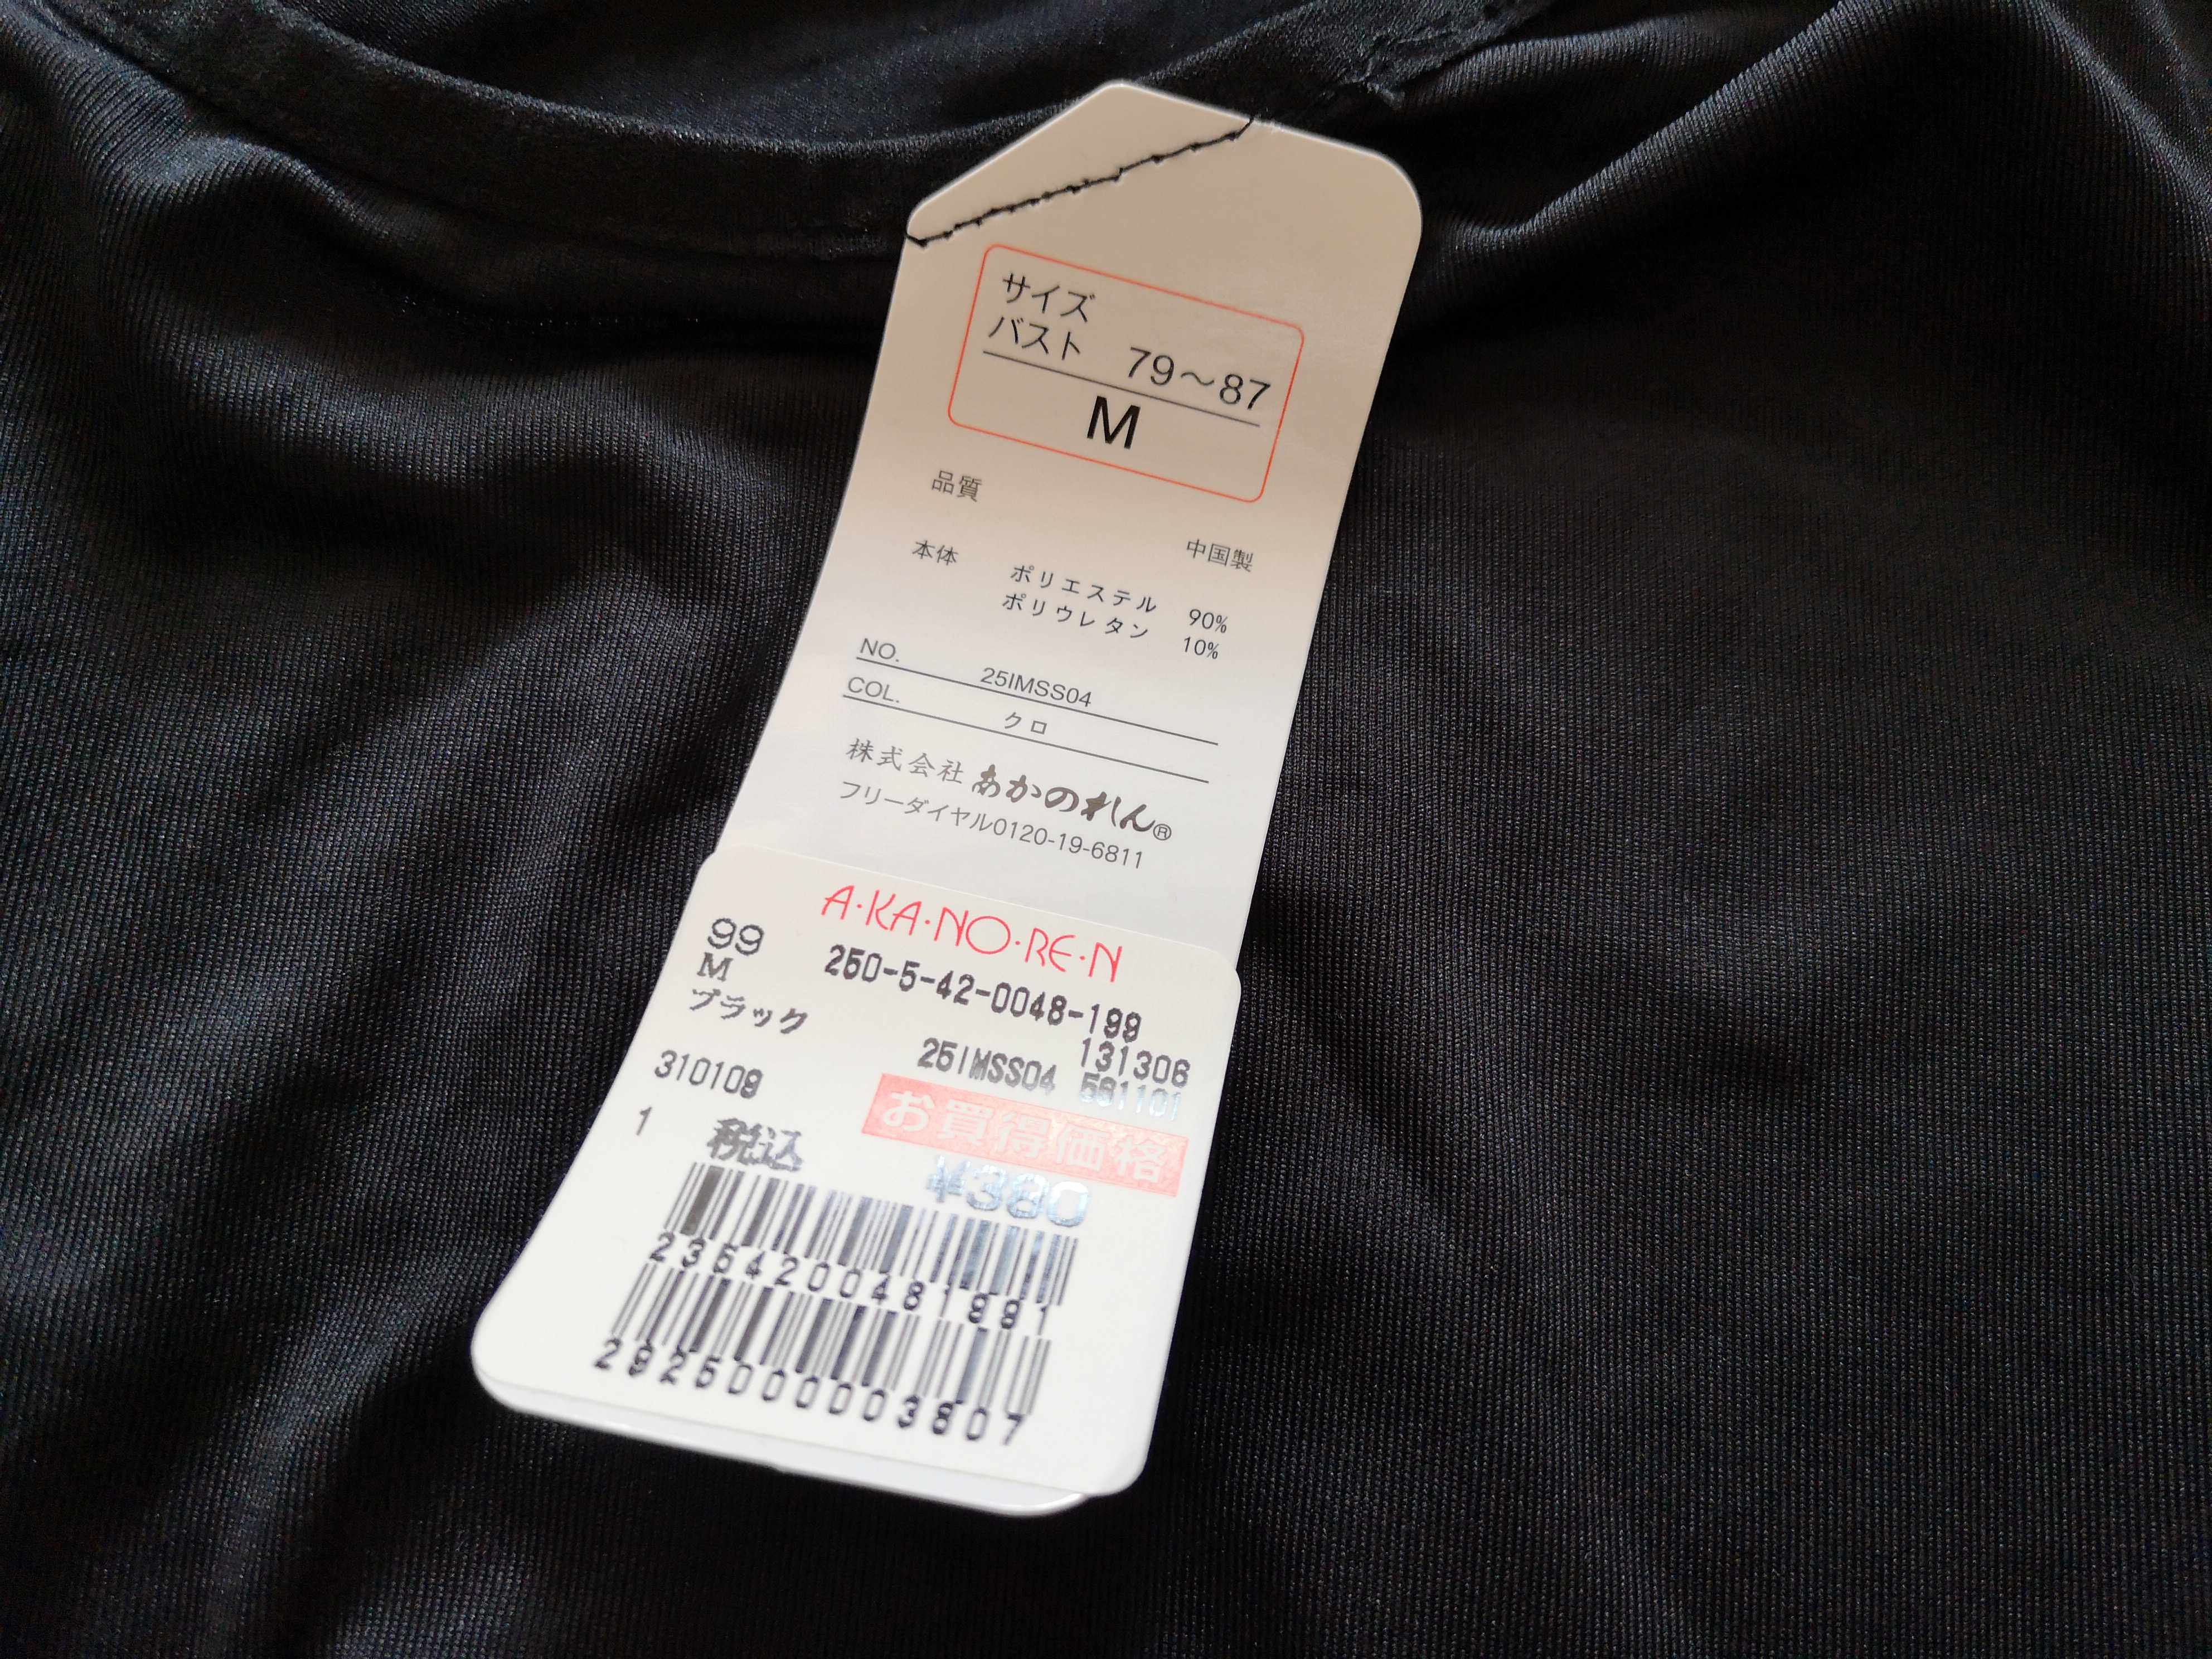 サイズ
バスト 79〜87
M
品質
中国製
本体 ポリエステル 90%
ポリウレタン 10%
NO. 25IMSS04
COL. クロ
株式会社 あかのれん®
フリーダイヤル0120-19-6811
A·KA·NO·RE·N
99 250-5-42-0048-199
M 131306
ブラック 25IMSS04 581101
310109
お買得価格
1 税込 ¥380
2354200481991
2925000003807